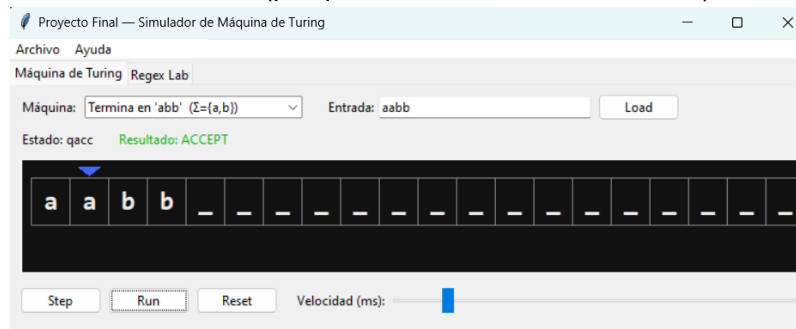 Proyecto Final — Simulador de Máquina de Turing
Archivo Ayuda
Máquina de Turing Regex Lab
Máquina: Termina en 'abb' (Σ={a,b}) Entrada: aabb Load
Estado: qacc Resultado: ACCEPT
a a b b _ _ _ _ _ _ _ _ _ _ _ _ _ _ _ _
Step Run Reset Velocidad (ms):